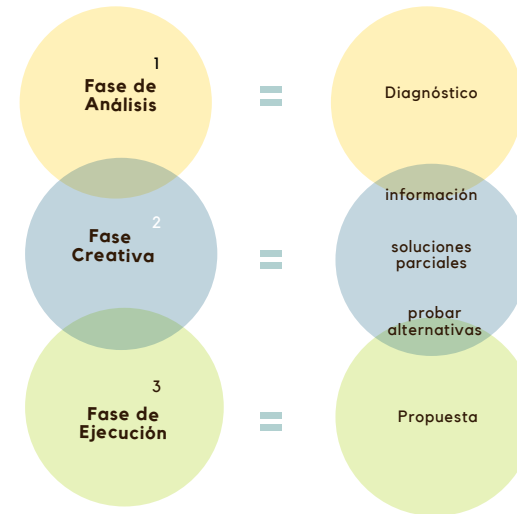 1
Fase de
Análisis
=
Diagnóstico
información
2
Fase
Creativa
=
soluciones
parciales
probar
alternativas
3
Fase de
Ejecución
=
Propuesta